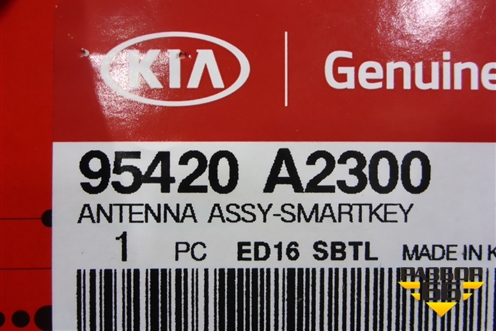 KIA Genuine
95420 A2300
ANTENNA ASSY-SMARTKEY
1 PC ED16 SBTL MADE IN K